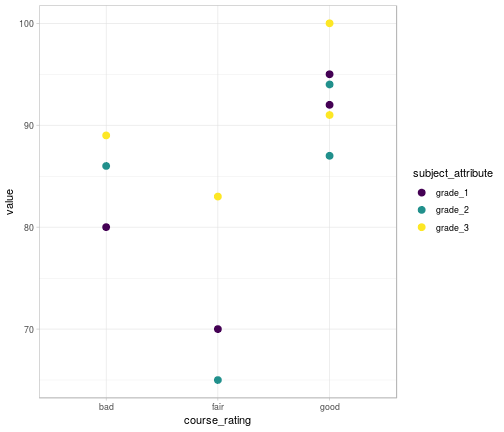 100
90
80
70
value
bad fair good
course_rating
subject_attribute
grade_1
grade_2
grade_3